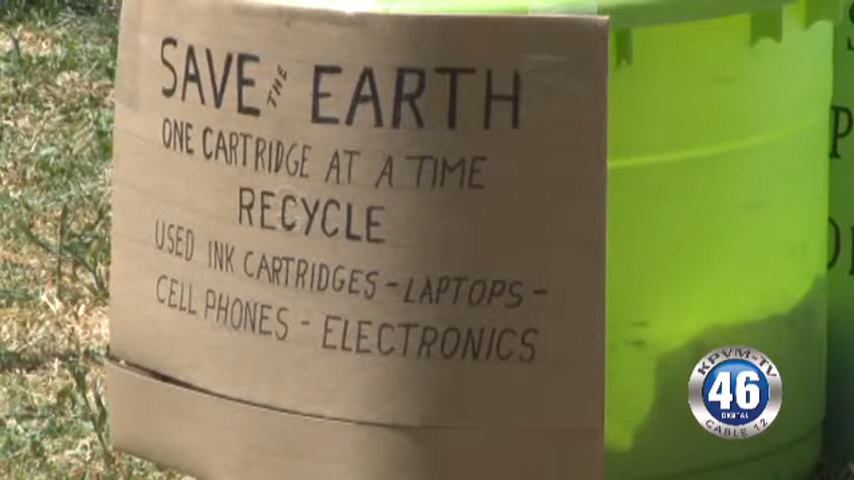 SAVE THE EARTH
ONE CARTRIDGE AT A TIME
RECYCLE
USED INK CARTRIDGES - LAPTOPS -
CELL PHONES - ELECTRONICS
KPVM-TV
46
DIGITAL
CABLE 12